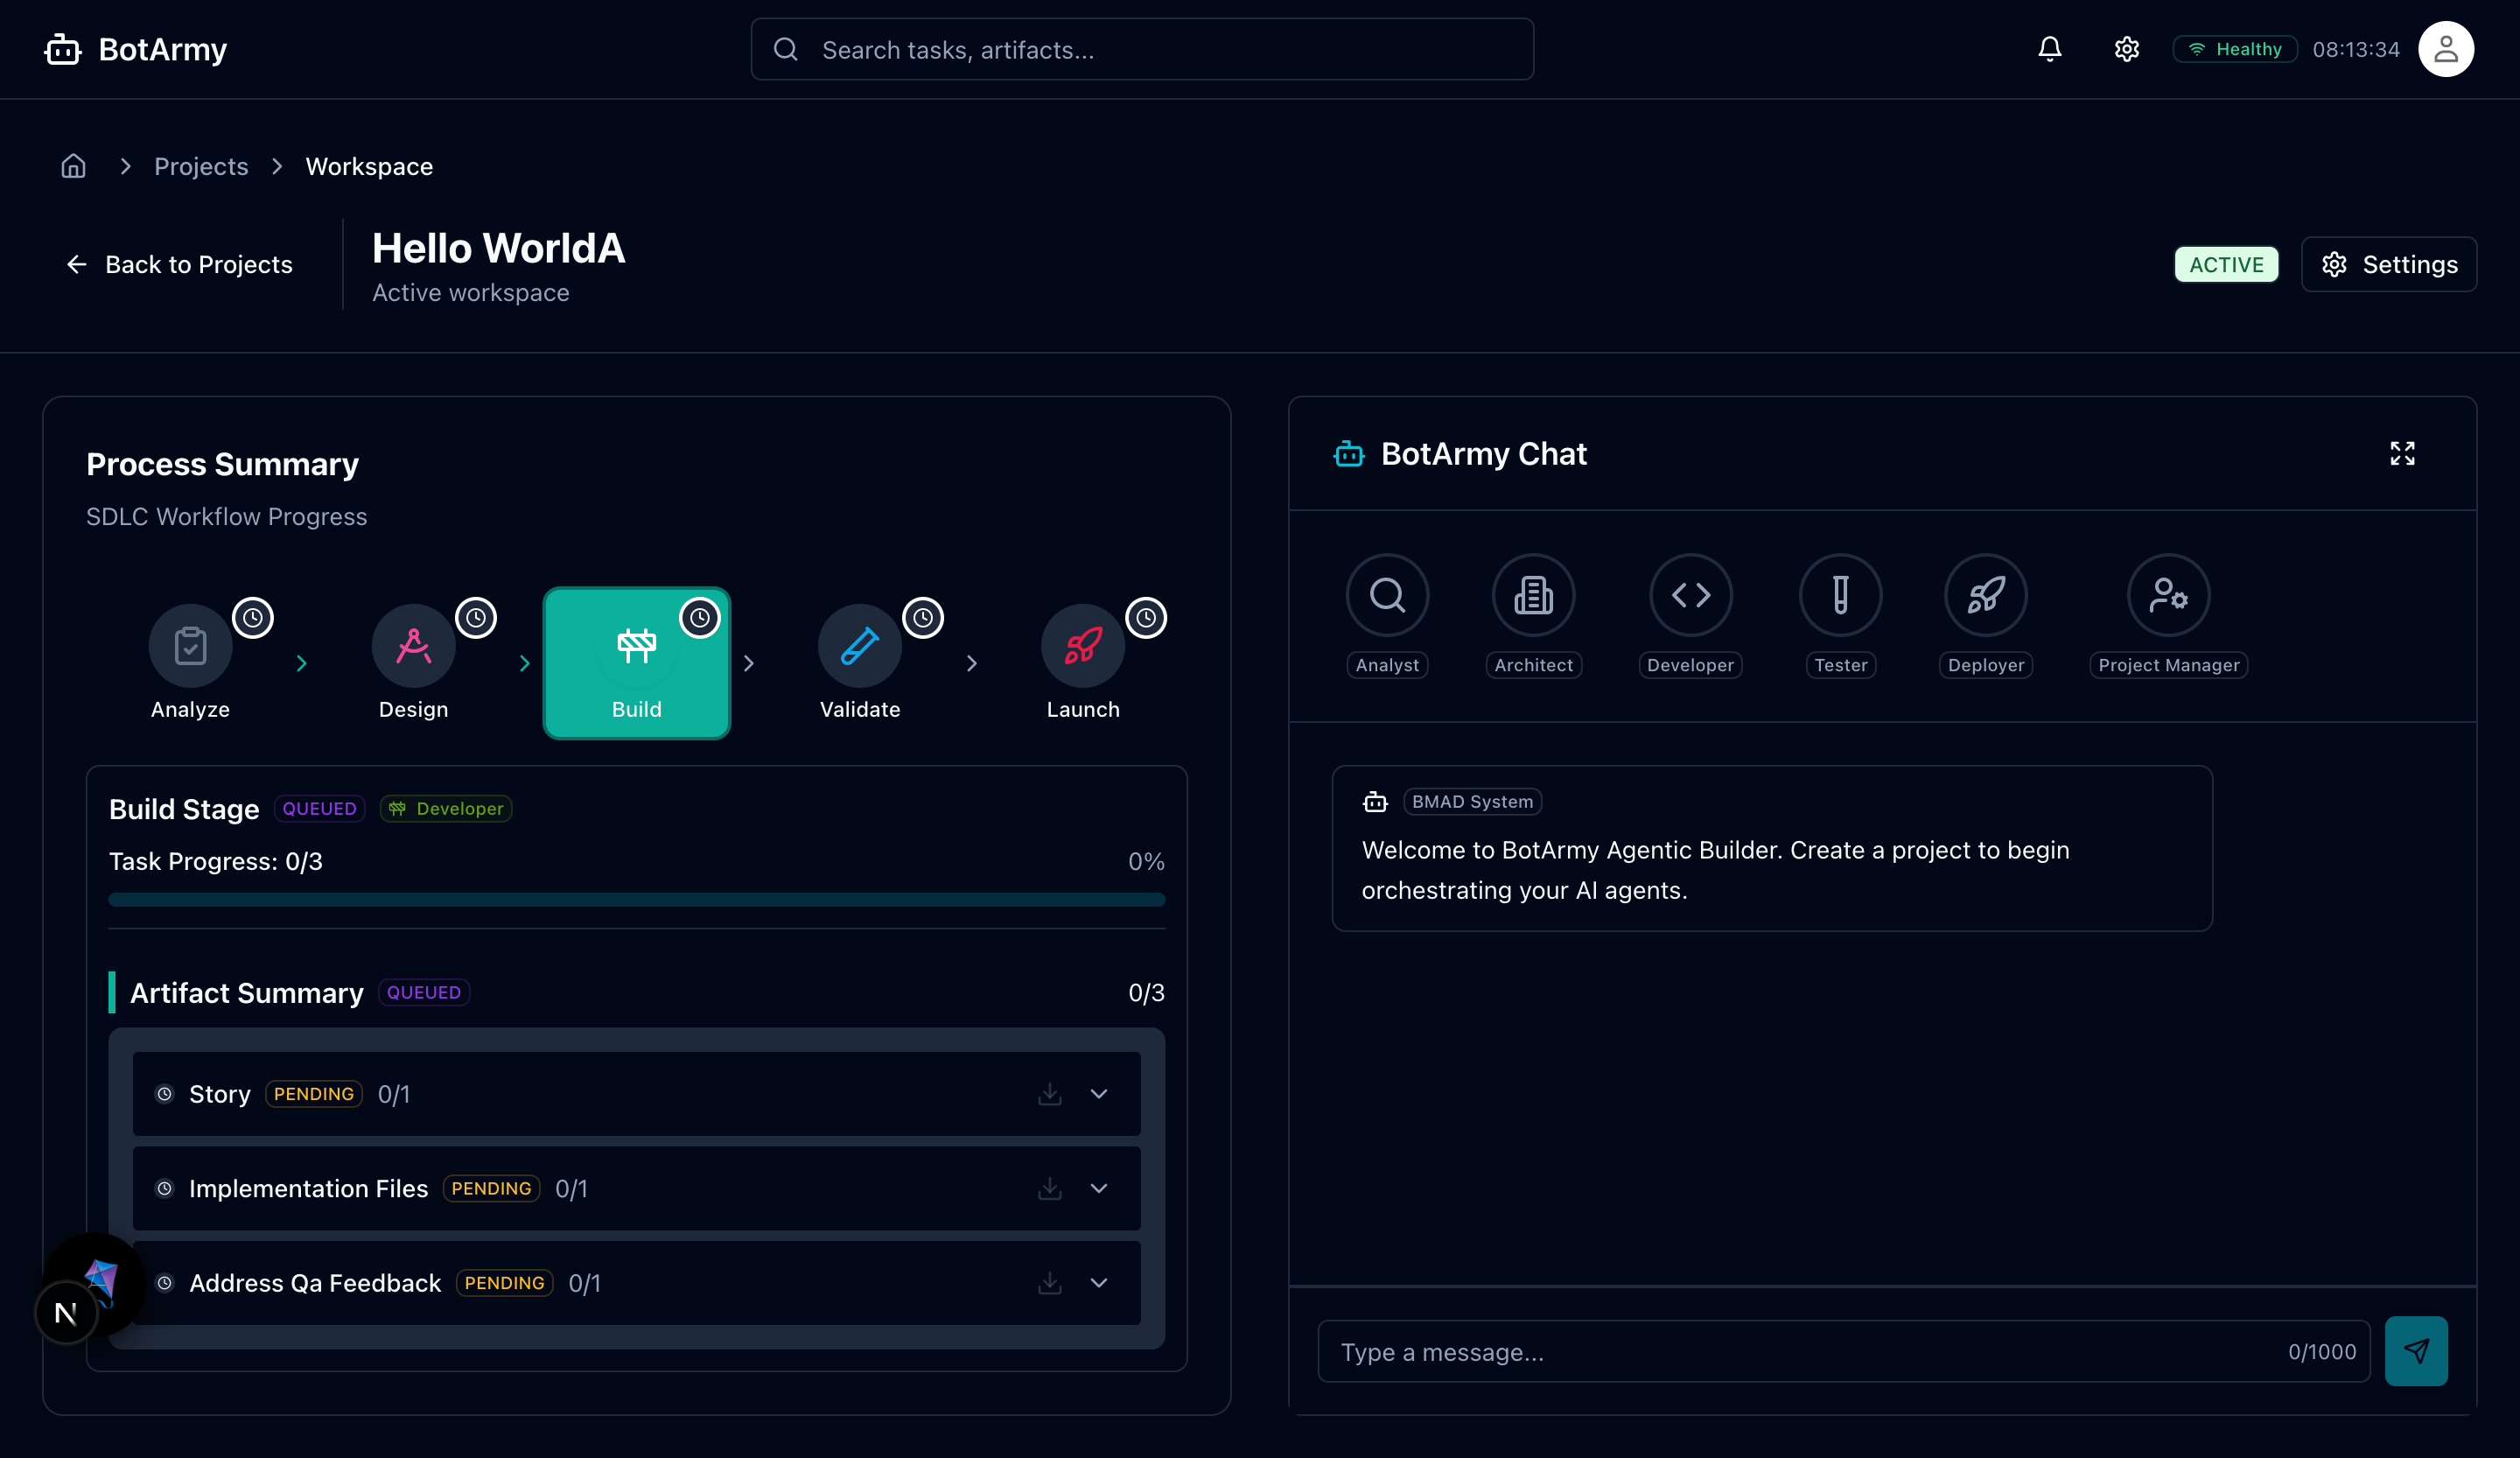 BotArmy
Search tasks, artifacts...
Healthy
08:13:34
Projects
Workspace
Back to Projects
Hello WorldA
Active workspace
ACTIVE
Settings
Process Summary
SDLC Workflow Progress
Analyze
Design
Build
Validate
Launch
Build Stage
QUEUED
Developer
Task Progress: 0/3
0%
Artifact Summary
QUEUED
0/3
Story
PENDING
0/1
Implementation Files
PENDING
0/1
Address Qa Feedback
PENDING
0/1
N
BotArmy Chat
Analyst
Architect
Developer
Tester
Deployer
Project Manager
BMAD System
Welcome to BotArmy Agentic Builder. Create a project to begin
orchestrating your AI agents.
Type a message...
0/1000